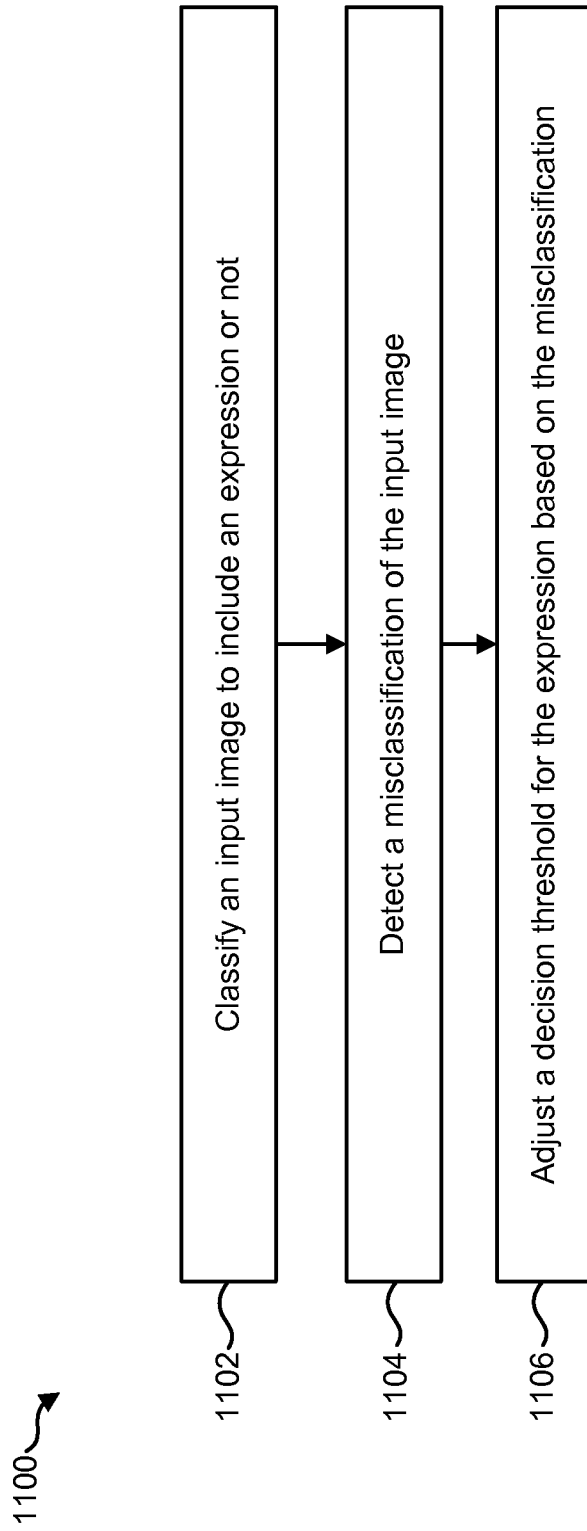 1100
1102
Classify an input image to include an expression or not
1104
Detect a misclassification of the input image
1106
Adjust a decision threshold for the expression based on the misclassification